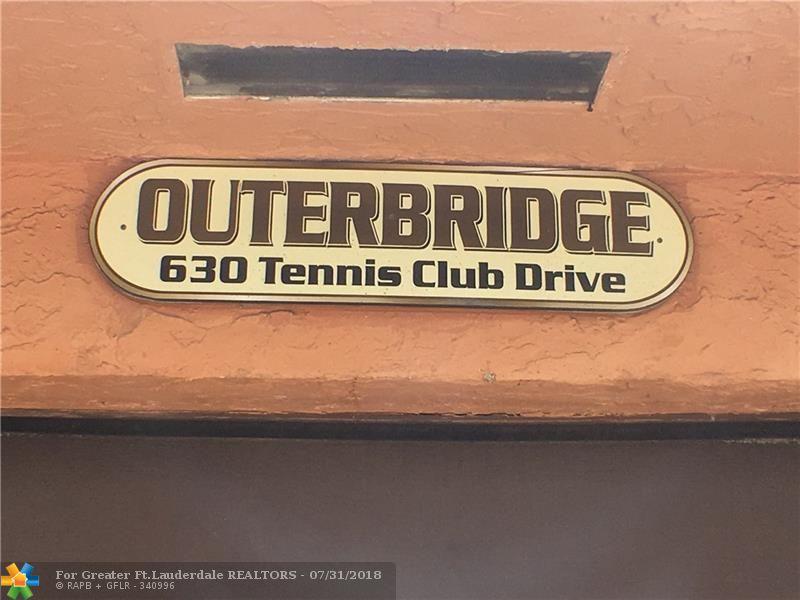 OUTERBRIDGE
630 Tennis Club Drive
For Greater Ft.Lauderdale REALTORS - 07/31/2018
© RAPB + GFLR - 340996